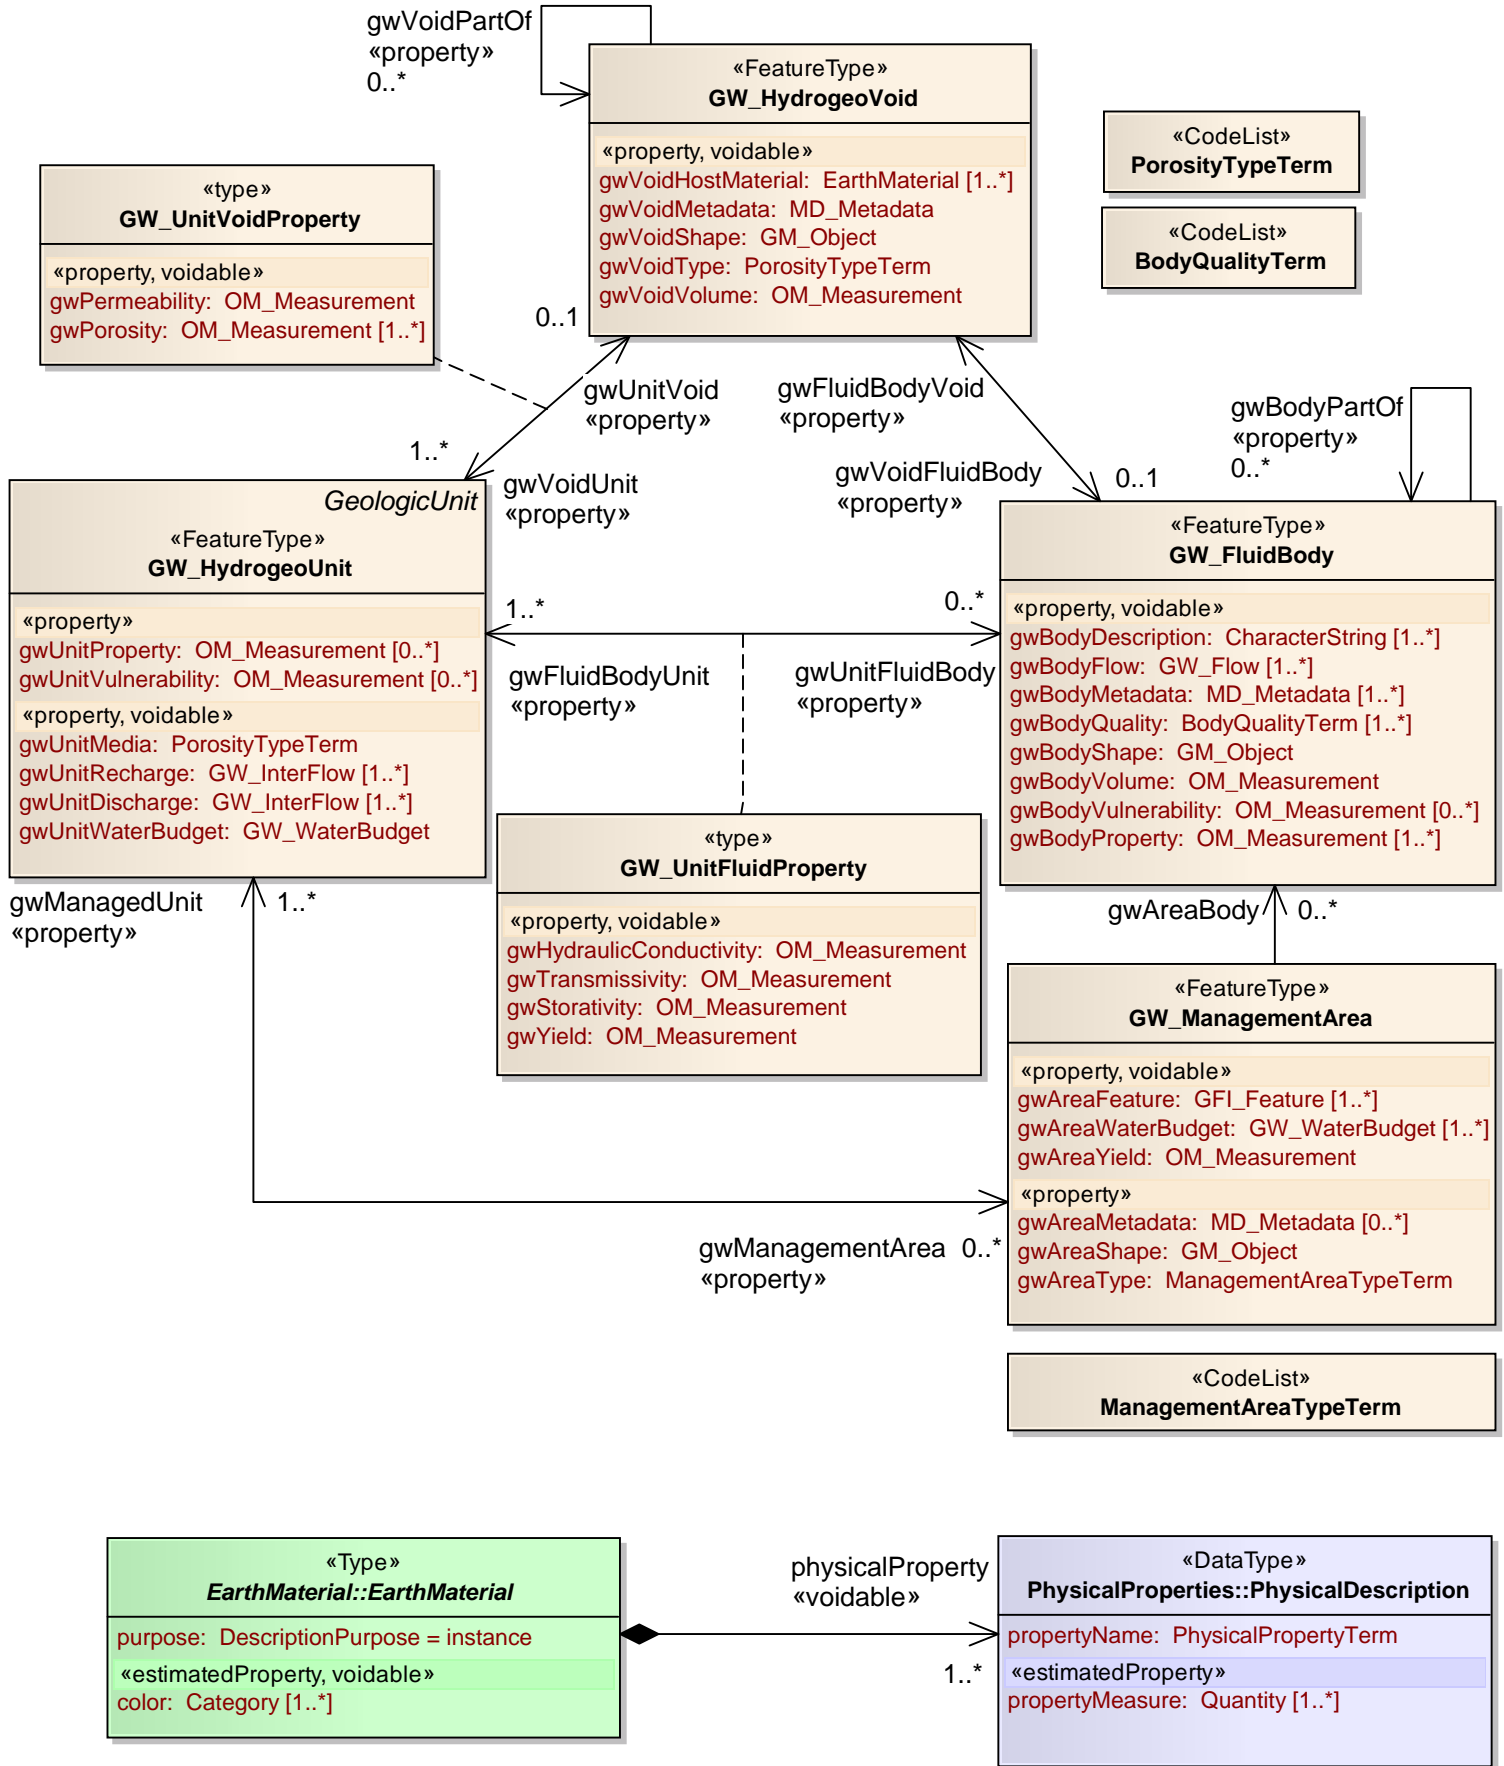 gwVoidPartOf
«property»
0..*
«FeatureType»
GW_HydrogeoVoid
«property, voidable»
gwVoidHostMaterial: EarthMaterial [1..*]
gwVoidMetadata: MD_Metadata
gwVoidShape: GM_Object
gwVoidType: PorosityTypeTerm
gwVoidVolume: OM_Measurement
«CodeList»
PorosityTypeTerm
«CodeList»
BodyQualityTerm
«type»
GW_UnitVoidProperty
«property, voidable»
gwPermeability: OM_Measurement
gwPorosity: OM_Measurement [1..*]
0..1
gwUnitVoid
«property»
gwFluidBodyVoid
«property»
gwBodyPartOf
«property»
0..*
1..*
gwVoidUnit
«property»
gwVoidFluidBody
«property»
0..1
GeologicUnit
«FeatureType»
GW_HydrogeoUnit
«property»
gwUnitProperty: OM_Measurement [0..*]
gwUnitVulnerability: OM_Measurement [0..*]
«property, voidable»
gwUnitMedia: PorosityTypeTerm
gwUnitRecharge: GW_InterFlow [1..*]
gwUnitDischarge: GW_InterFlow [1..*]
gwUnitWaterBudget: GW_WaterBudget
1..*
0..*
gwFluidBodyUnit
«property»
gwUnitFluidBody
«property»
«FeatureType»
GW_FluidBody
«property, voidable»
gwBodyDescription: CharacterString [1..*]
gwBodyFlow: GW_Flow [1..*]
gwBodyMetadata: MD_Metadata [1..*]
gwBodyQuality: BodyQualityTerm [1..*]
gwBodyShape: GM_Object
gwBodyVolume: OM_Measurement
gwBodyVulnerability: OM_Measurement [0..*]
gwBodyProperty: OM_Measurement [1..*]
«type»
GW_UnitFluidProperty
«property, voidable»
gwHydraulicConductivity: OM_Measurement
gwTransmissivity: OM_Measurement
gwStorativity: OM_Measurement
gwYield: OM_Measurement
gwManagedUnit
«property»
1..*
gwAreaBody
0..*
«FeatureType»
GW_ManagementArea
«property, voidable»
gwAreaFeature: GFI_Feature [1..*]
gwAreaWaterBudget: GW_WaterBudget [1..*]
gwAreaYield: OM_Measurement
«property»
gwAreaMetadata: MD_Metadata [0..*]
gwAreaShape: GM_Object
gwAreaType: ManagementAreaTypeTerm
gwManagementArea
«property»
0..*
«CodeList»
ManagementAreaTypeTerm
«Type»
EarthMaterial::EarthMaterial
purpose: DescriptionPurpose = instance
«estimatedProperty, voidable»
color: Category [1..*]
physicalProperty
«voidable»
1..*
«DataType»
PhysicalProperties::PhysicalDescription
propertyName: PhysicalPropertyTerm
«estimatedProperty»
propertyMeasure: Quantity [1..*]